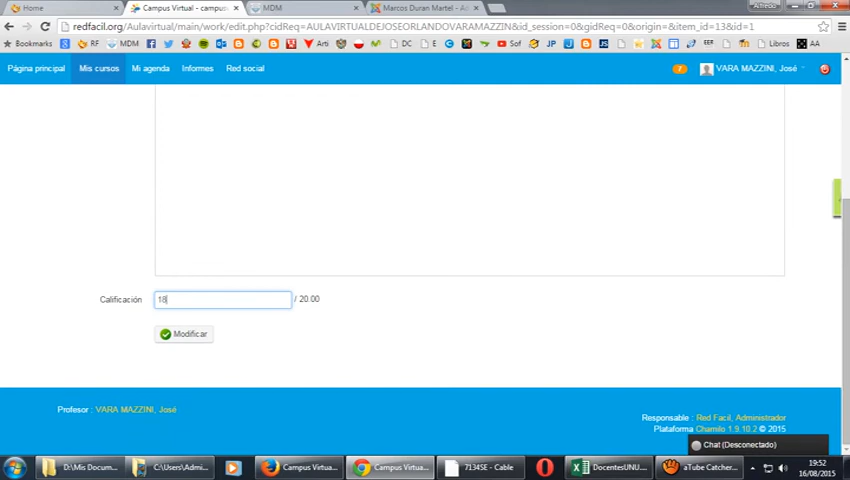 Home
Campus Virtual - campus
MDM
Marcos Duran Martel - A
Alfredo
redfacil.org/Aulavirtual/main/work/edit.php?cidReq=AULAVIRTUALDEJOSEORLANDOVARAMAZZIN&id_session=0&gidReq=0&origin=&item_id=13&id=1
Bookmarks RF MDM Arti DC E C Libros AA
Página principal Mis cursos Mi agenda Informes Red social
VARA MAZZINI, José
Calificación 18 / 20.00
Modificar
Profesor : VARA MAZZINI, José
Responsable : Red Facil, Administrador
Plataforma Chamilo 1.9.10.2 © 2015
Chat (Desconectado)
D:\Mis Docum... C:\Users\Admi... Campus Virtua... Campus Virtual... 7134SE - Cable DocentesUNU... aTube Catcher...
19:52
16/08/2015